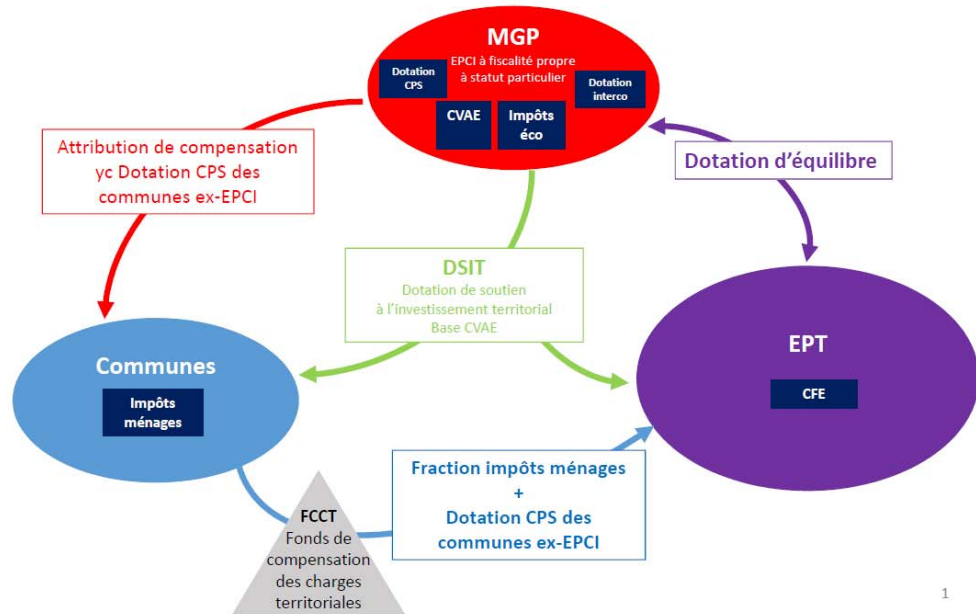 MGP
EPCI à fiscalité propre
à statut particulier
Dotation
CPS
Dotation
interco
CVAE
Impôts
éco
Attribution de compensation
yc Dotation CPS des
communes ex-EPCI
Dotation d'équilibre
DSIT
Dotation de soutien
à l'investissement territorial
Base CVAE
Communes
Impôts
ménages
EPT
CFE
Fraction impôts ménages
+
Dotation CPS des
communes ex-EPCI
FCCT
Fonds de
compensation
des charges
territoriales
1